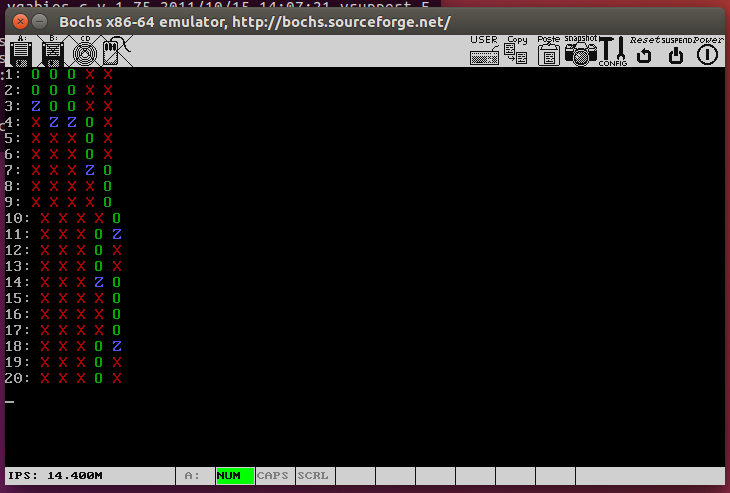 vgabios.c,v 1.75 2011/10/15 14:07:21 vruppert E
Bochs x86-64 emulator, http://bochs.sourceforge.net/
A: B: CD USER Copy Paste snapshot CONFIG Reset SUSPEND Power
1: O O O X X
2: O O O X X
3: Z O O X X
4: X Z Z O X
5: X X X O X
6: X X X O X
7: X X X Z O
8: X X X X O
9: X X X X O
10: X X X X O
11: X X X O Z
12: X X X O X
13: X X X O X
14: X X X Z O
15: X X X X O
16: X X X X O
17: X X X X O
18: X X X O Z
19: X X X O X
20: X X X O X
_
IPS: 14.400M A: NUM CAPS SCRL